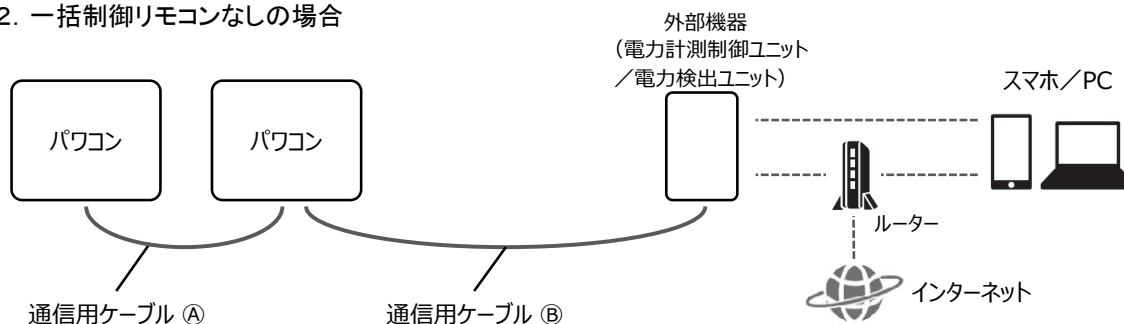 2. 一括制御リモコンなしの場合
外部機器
（電力計測制御ユニット
／電力検出ユニット）
スマホ／PC
パワコン
パワコン
ルーター
インターネット
通信用ケーブル Ⓐ
通信用ケーブル Ⓑ